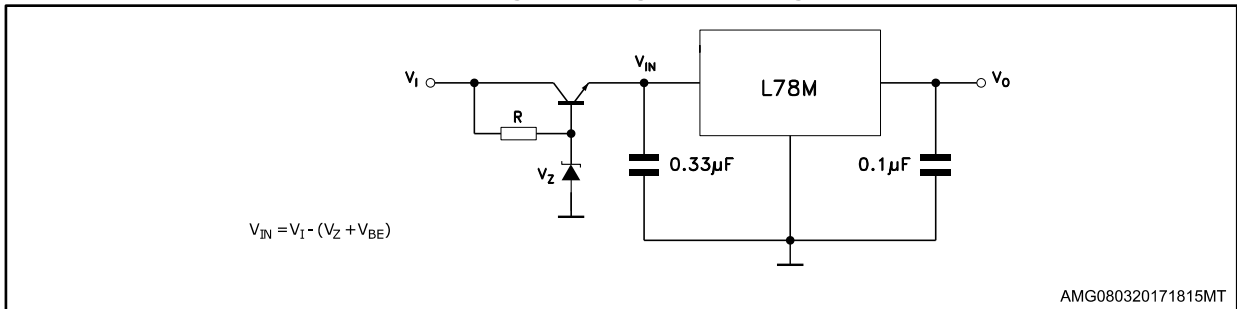 V_IN
L78M
V_I
V_O
R
0.33µF
0.1µF
V_Z
V_IN = V_I - (V_Z + V_BE)
AMG080320171815MT